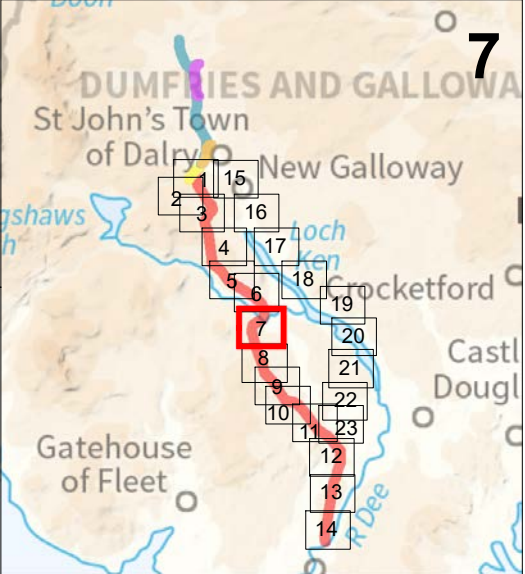 Doon
7
DUMFRIES AND GALLOWA
St John's Town
of Dalry
New Galloway
1
15
2
3
16
gshaws
h
Loch
Ken
4
17
5
6
18
Crocketford
19
7
20
8
21
Castl
Dougl
9
10
22
11
23
Gatehouse
of Fleet
12
13
R Dee
14